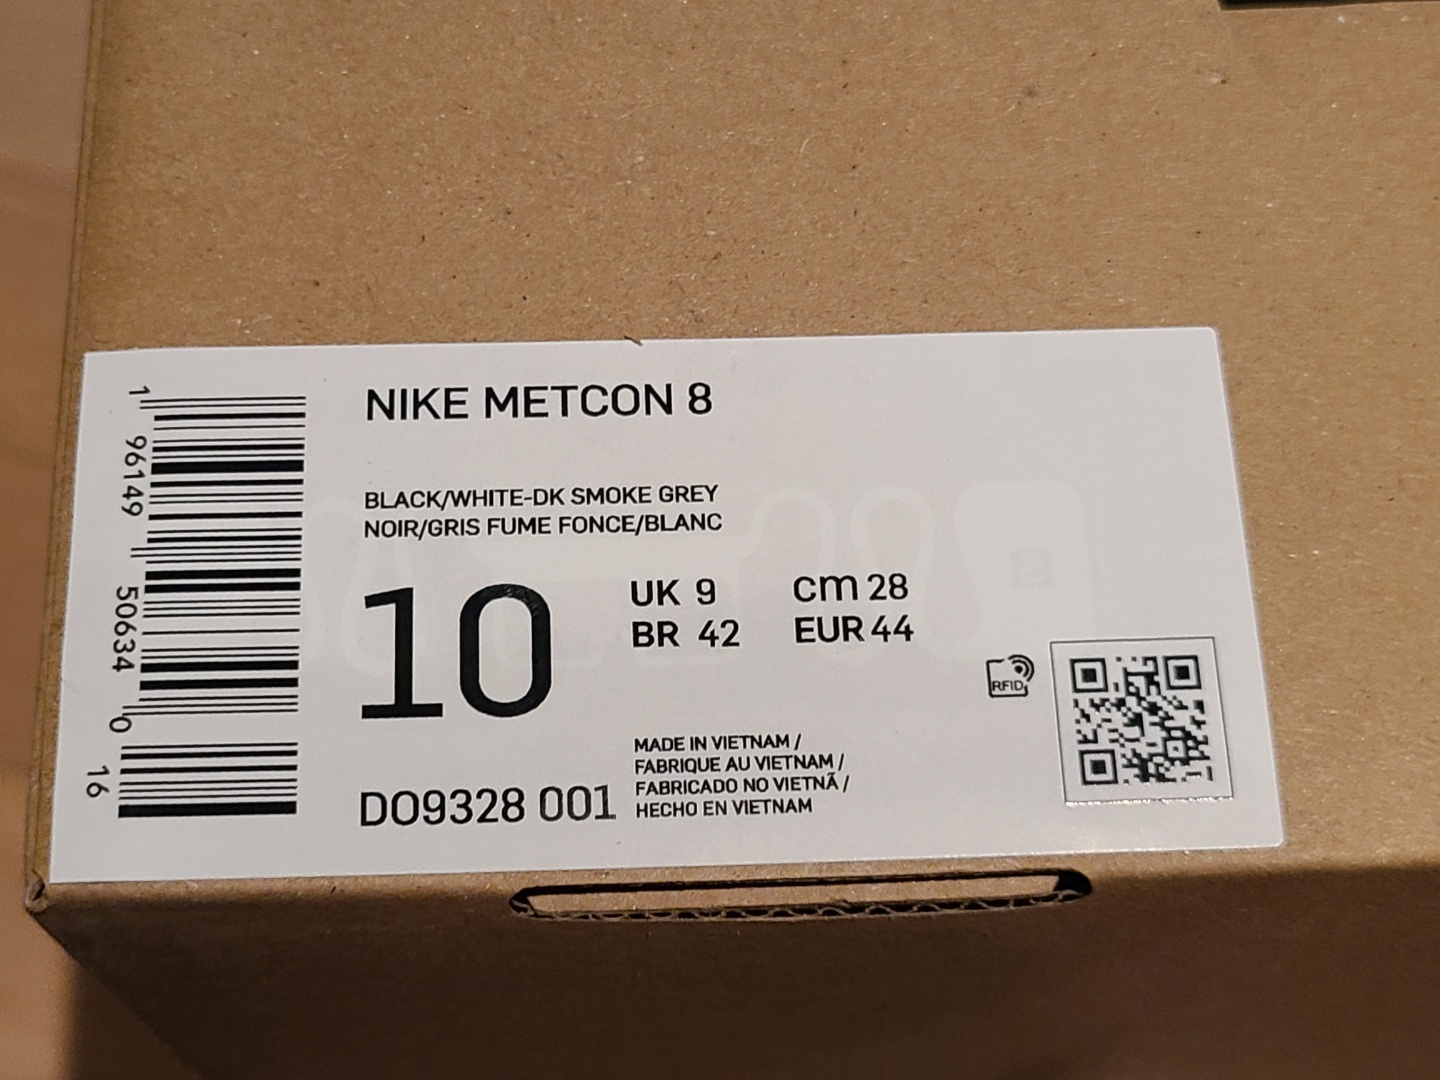 NIKE METCON 8
BLACK/WHITE-DK SMOKE GREY
NOIR/GRIS FUME FONCE/BLANC
10
UK 9
cm 28
BR 42
EUR 44
RFID
MADE IN VIETNAM /
FABRIQUE AU VIETNAM /
FABRICADO NO VIETNÃ /
HECHO EN VIETNAM
DO9328 001
1 96149 50634 0 16